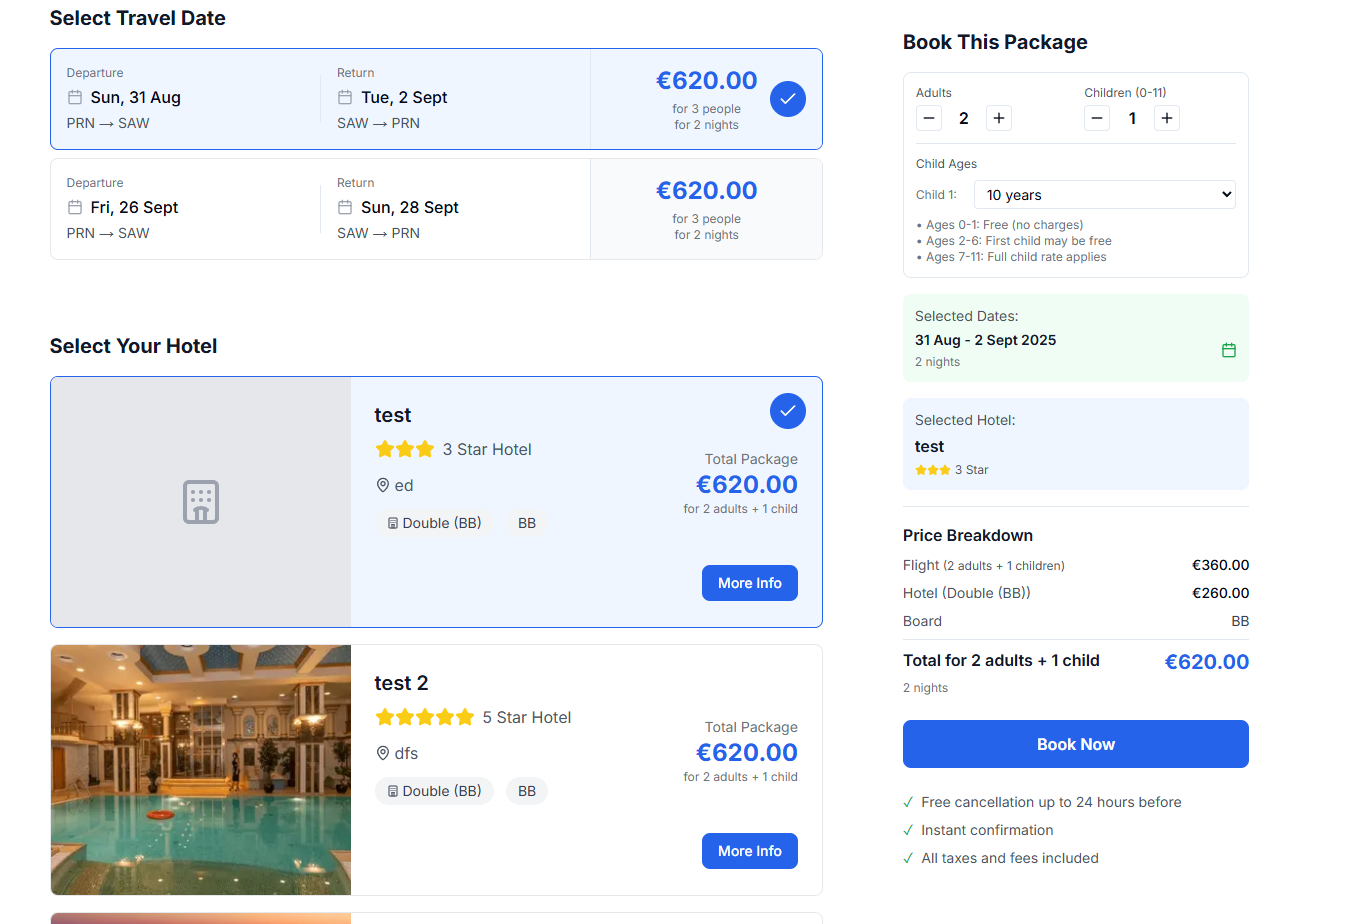 Select Travel Date
Departure
Sun, 31 Aug
PRN → SAW
Return
Tue, 2 Sept
SAW → PRN
€620.00
for 3 people
for 2 nights
Departure
Fri, 26 Sept
PRN → SAW
Return
Sun, 28 Sept
SAW → PRN
€620.00
for 3 people
for 2 nights
Select Your Hotel
test
3 Star Hotel
ed
Double (BB) BB
Total Package
€620.00
for 2 adults + 1 child
More Info
test 2
5 Star Hotel
dfs
Double (BB) BB
Total Package
€620.00
for 2 adults + 1 child
More Info
Book This Package
Adults
− 2 +
Children (0-11)
− 1 +
Child Ages
Child 1: 10 years
• Ages 0-1: Free (no charges)
• Ages 2-6: First child may be free
• Ages 7-11: Full child rate applies
Selected Dates:
31 Aug - 2 Sept 2025
2 nights
Selected Hotel:
test
3 Star
Price Breakdown
Flight (2 adults + 1 children) €360.00
Hotel (Double (BB)) €260.00
Board BB
Total for 2 adults + 1 child €620.00
2 nights
Book Now
✓ Free cancellation up to 24 hours before
✓ Instant confirmation
✓ All taxes and fees included